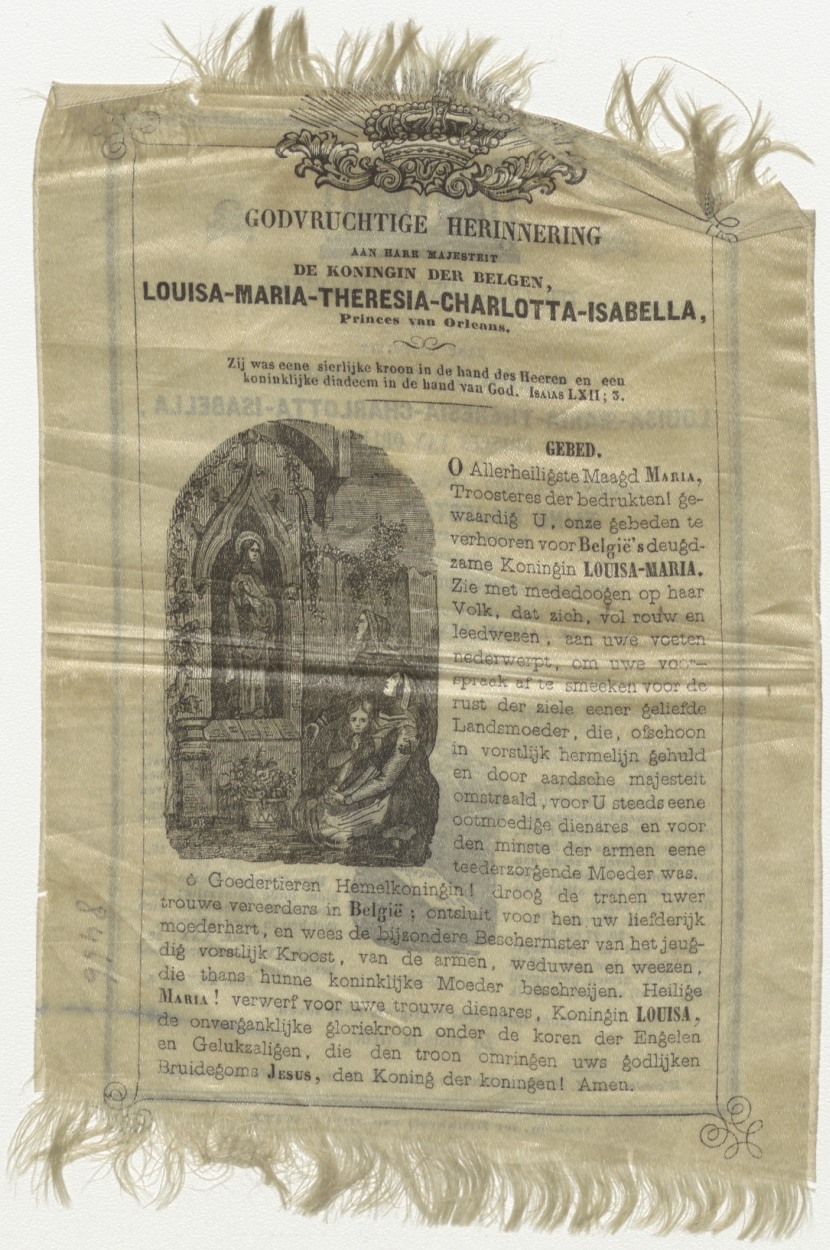 GODVRUCHTIGE HERINNERING
AAN HARE MAJESTEIT
DE KONINGIN DER BELGEN,
LOUISA-MARIA-THERESIA-CHARLOTTA-ISABELLA,
Princes van Orleans.
Zij was eene sierlijke kroon in de hand des Heeren en een
koninklijke diadeem in de hand van God. ISAIAS LXII; 3.
GEBED.
O Allerheiligste Maagd MARIA,
Troosteres der bedrukten! ge-
waardig U, onze gebeden te
verhooren voor België's deugd-
zame Koningin LOUISA-MARIA.
Zie met mededoogen op haar
Volk, dat zich, vol rouw en
leedwezen, aan uwe voeten
nederwerpt, om uwe voor-
spraak af te smeeken voor de
rust der ziele eener geliefde
Landsmoeder, die, ofschoon
in vorstlijk hermelijn gehuld
en door aardsche majesteit
omstraald, voor U steeds eene
ootmoedige dienares en voor
den minste der armen eene
teederzorgende Moeder was.
ó Goedertieren Hemelkoningin! droog de tranen uwer
trouwe vereerders in België; ontsluit voor hen uw liefderijk
moederhart, en wees de bijzondere Beschermster van het jeug-
dig vorstlijk Kroost, van de armen, weduwen en weezen,
die thans hunne koninklijke Moeder beschreijen. Heilige
MARIA! verwerf voor uwe trouwe dienares, Koningin LOUISA,
de onverganklijke gloriekroon onder de koren der Engelen
en Gelukzaligen, die den troon omringen uws godlijken
Bruidegoms JESUS, den Koning der koningen! Amen.